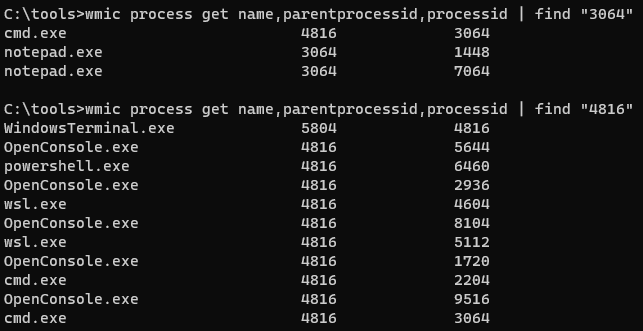 C:\tools>wmic process get name,parentprocessid,processid | find "3064"
cmd.exe                          4816             3064
notepad.exe                      3064             1448
notepad.exe                      3064             7064

C:\tools>wmic process get name,parentprocessid,processid | find "4816"
WindowsTerminal.exe              5804             4816
OpenConsole.exe                  4816             5644
powershell.exe                   4816             6460
OpenConsole.exe                  4816             2936
wsl.exe                          4816             4604
OpenConsole.exe                  4816             8104
wsl.exe                          4816             5112
OpenConsole.exe                  4816             1720
cmd.exe                          4816             2204
OpenConsole.exe                  4816             9516
cmd.exe                          4816             3064